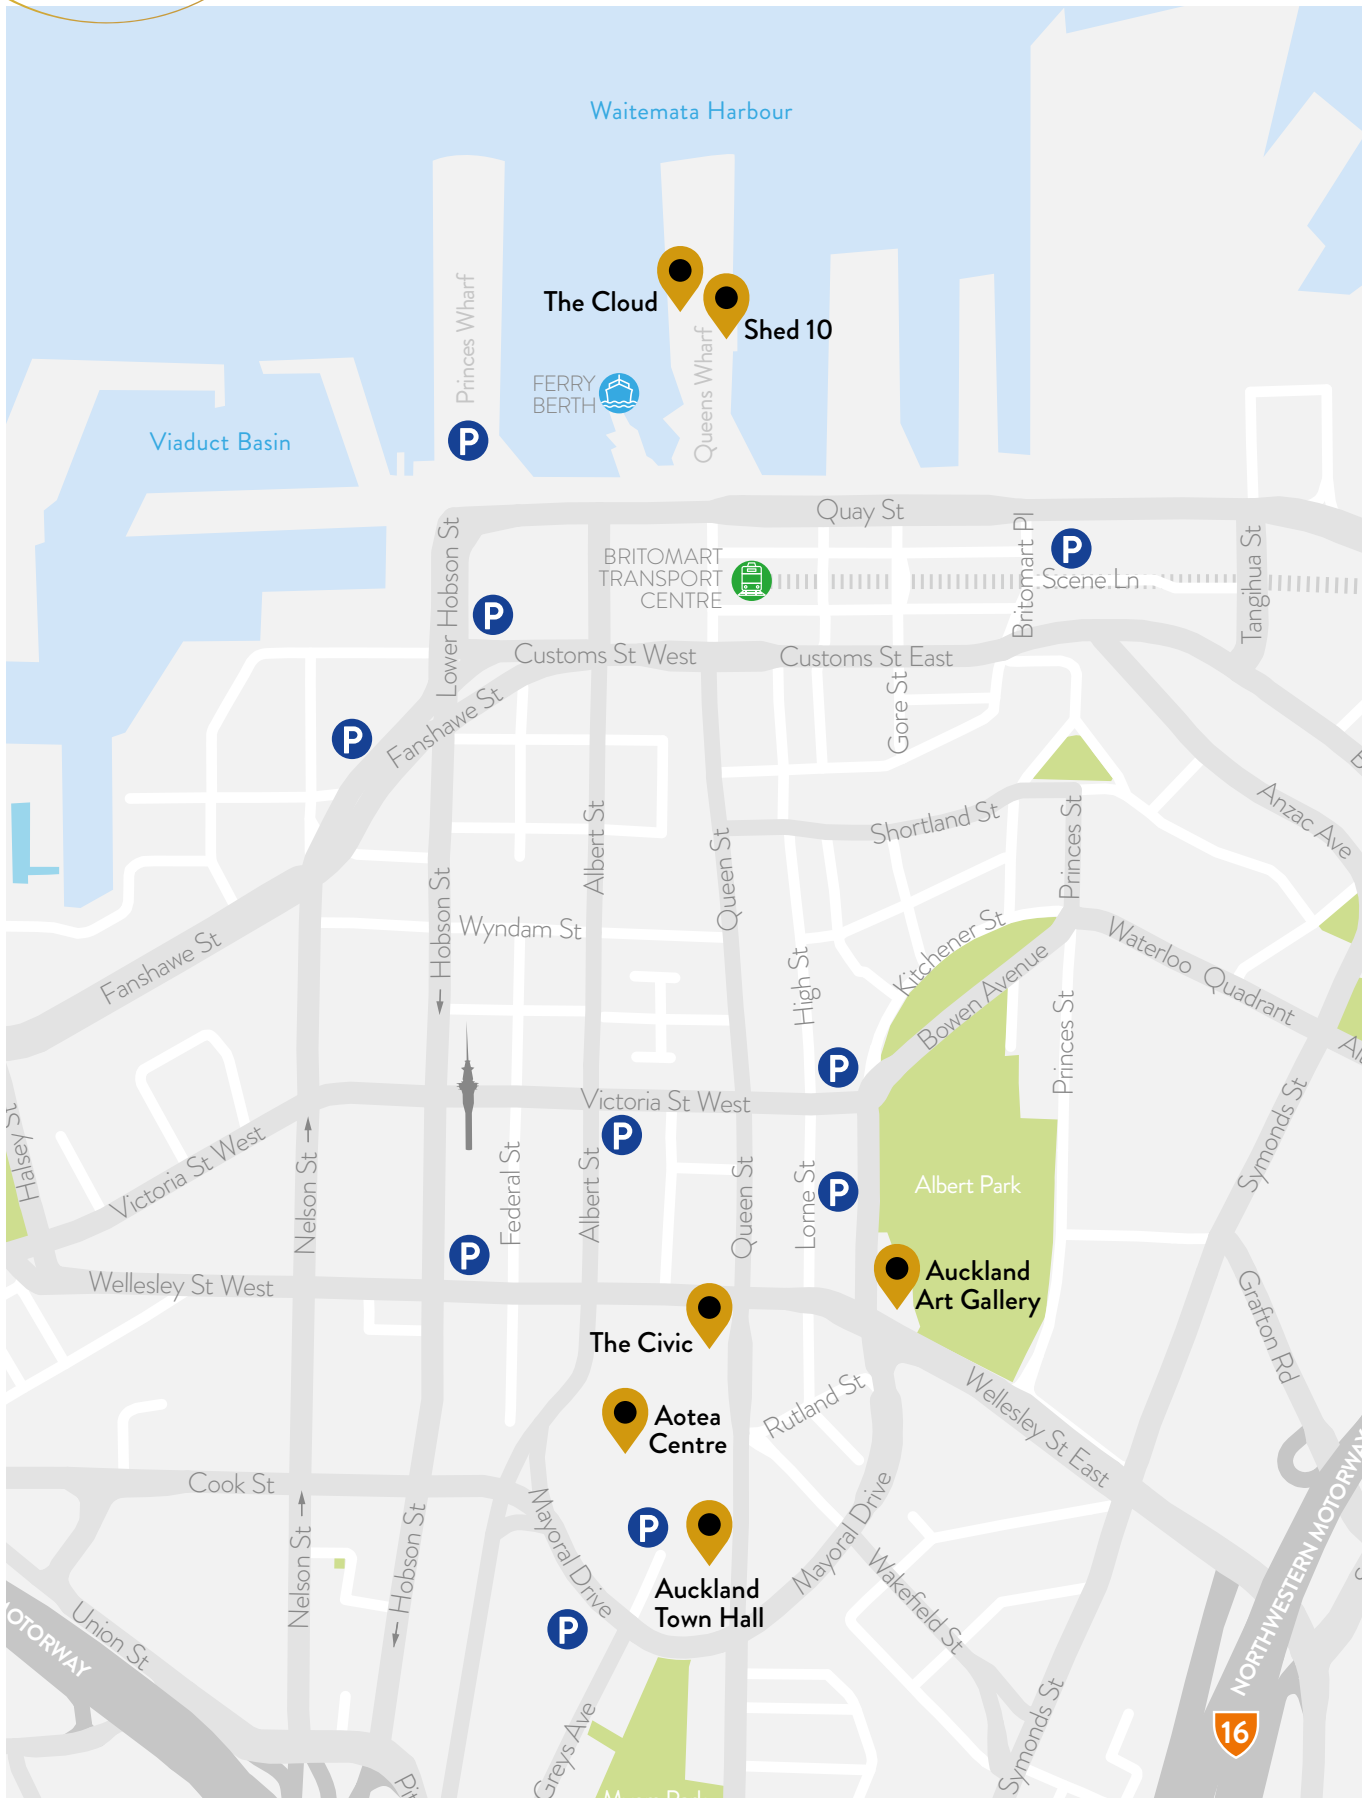 Waitemata Harbour
The Cloud
Shed 10
Princes Wharf
Queens Wharf
FERRY
BERTH
Viaduct Basin
P
Quay St
Lower Hobson St
BRITOMART
TRANSPORT
CENTRE
Britomart Pl
P
Scene Ln
Tangihua St
P
Customs St West
Customs St East
Gore St
P
Fanshawe St
Anzac Ave
Shortland St
Princes St
Albert St
Queen St
Hobson St
Wyndam St
Kitchener St
Bowen Avenue
Waterloo Quadrant
Fanshawe St
High St
Princes St
P
Victoria St West
P
Halsey St
Victoria St West
Nelson St
Federal St
Albert St
Queen St
Lorne St
P
Albert Park
Symonds St
P
Wellesley St West
Auckland
Art Gallery
Grafton Rd
The Civic
Rutland St
Wellesley St East
Aotea
Centre
Cook St
Mayoral Drive
P
Mayoral Drive
Nelson St
Hobson St
Auckland
Town Hall
Wakefield St
NORTHWESTERN MOTORWAY
P
Union St
Greys Ave
Symonds St
16